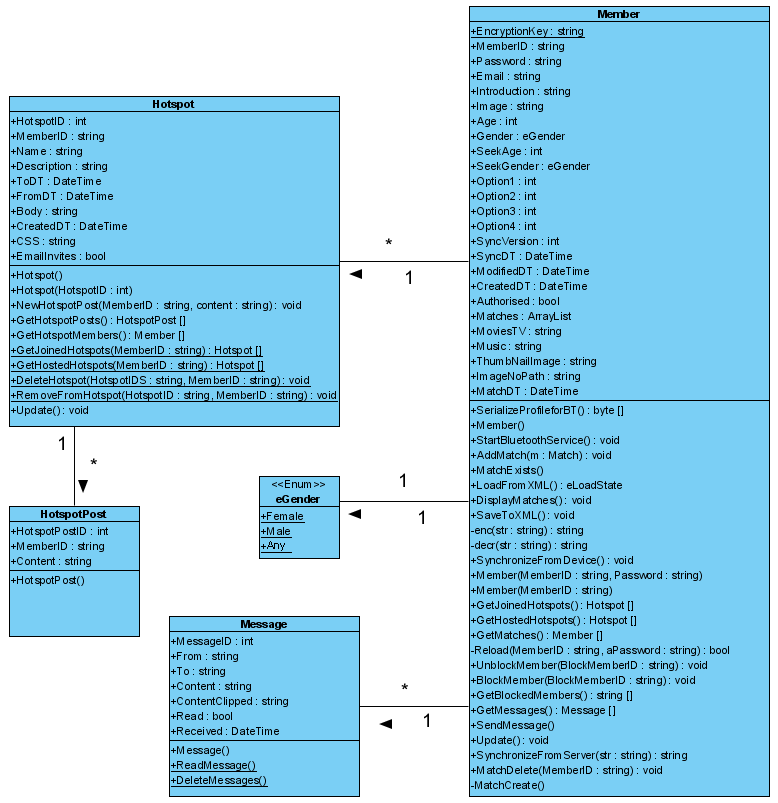 Member
+EncryptionKey : string
+MemberID : string
+Password : string
+Email : string
+Introduction : string
+Image : string
+Age : int
+Gender : eGender
+SeekAge : int
+SeekGender : eGender
+Option1 : int
+Option2 : int
+Option3 : int
+Option4 : int
+SyncVersion : int
+SyncDT : DateTime
+ModifiedDT : DateTime
+CreatedDT : DateTime
+Authorised : bool
+Matches : ArrayList
+MoviesTV : string
+Music : string
+ThumbNailImage : string
+ImageNoPath : string
+MatchDT : DateTime
+SerializeProfileforBT() : byte []
+Member()
+StartBluetoothService() : void
+AddMatch(m : Match) : void
+MatchExists()
+LoadFromXML() : eLoadState
+DisplayMatches() : void
+SaveToXML() : void
-enc(str : string) : string
-decr(str : string) : string
+SynchronizeFromDevice() : void
+Member(MemberID : string, Password : string)
+Member(MemberID : string)
+GetJoinedHotspots() : Hotspot []
+GetHostedHotspots() : Hotspot []
+GetMatches() : Member []
-Reload(MemberID : string, aPassword : string) : bool
+UnblockMember(BlockMemberID : string) : void
+BlockMember(BlockMemberID : string) : void
+GetBlockedMembers() : string []
+GetMessages() : Message []
+SendMessage()
+Update() : void
+SynchronizeFromServer(str : string) : string
+MatchDelete(MemberID : string) : void
-MatchCreate()
Hotspot
+HotspotID : int
+MemberID : string
+Name : string
+Description : string
+ToDT : DateTime
+FromDT : DateTime
+Body : string
+CreatedDT : DateTime
+CSS : string
+EmailInvites : bool
+Hotspot()
+Hotspot(HotspotID : int)
+NewHotspotPost(MemberID : string, content : string) : void
+GetHotspotPosts() : HotspotPost []
+GetHotspotMembers() : Member []
+GetJoinedHotspots(MemberID : string) : Hotspot []
+GetHostedHotspots(MemberID : string) : Hotspot []
+DeleteHotspot(HotspotIDS : string, MemberID : string) : void
+RemoveFromHotspot(HotspotID : string, MemberID : string) : void
+Update() : void
*
1
1
*
HotspotPost
+HotspotPostID : int
+MemberID : string
+Content : string
+HotspotPost()
<<Enum>>
eGender
+Female
+Male
+Any
1
1
Message
+MessageID : int
+From : string
+To : string
+Content : string
+ContentClipped : string
+Read : bool
+Received : DateTime
+Message()
+ReadMessage()
+DeleteMessages()
*
1